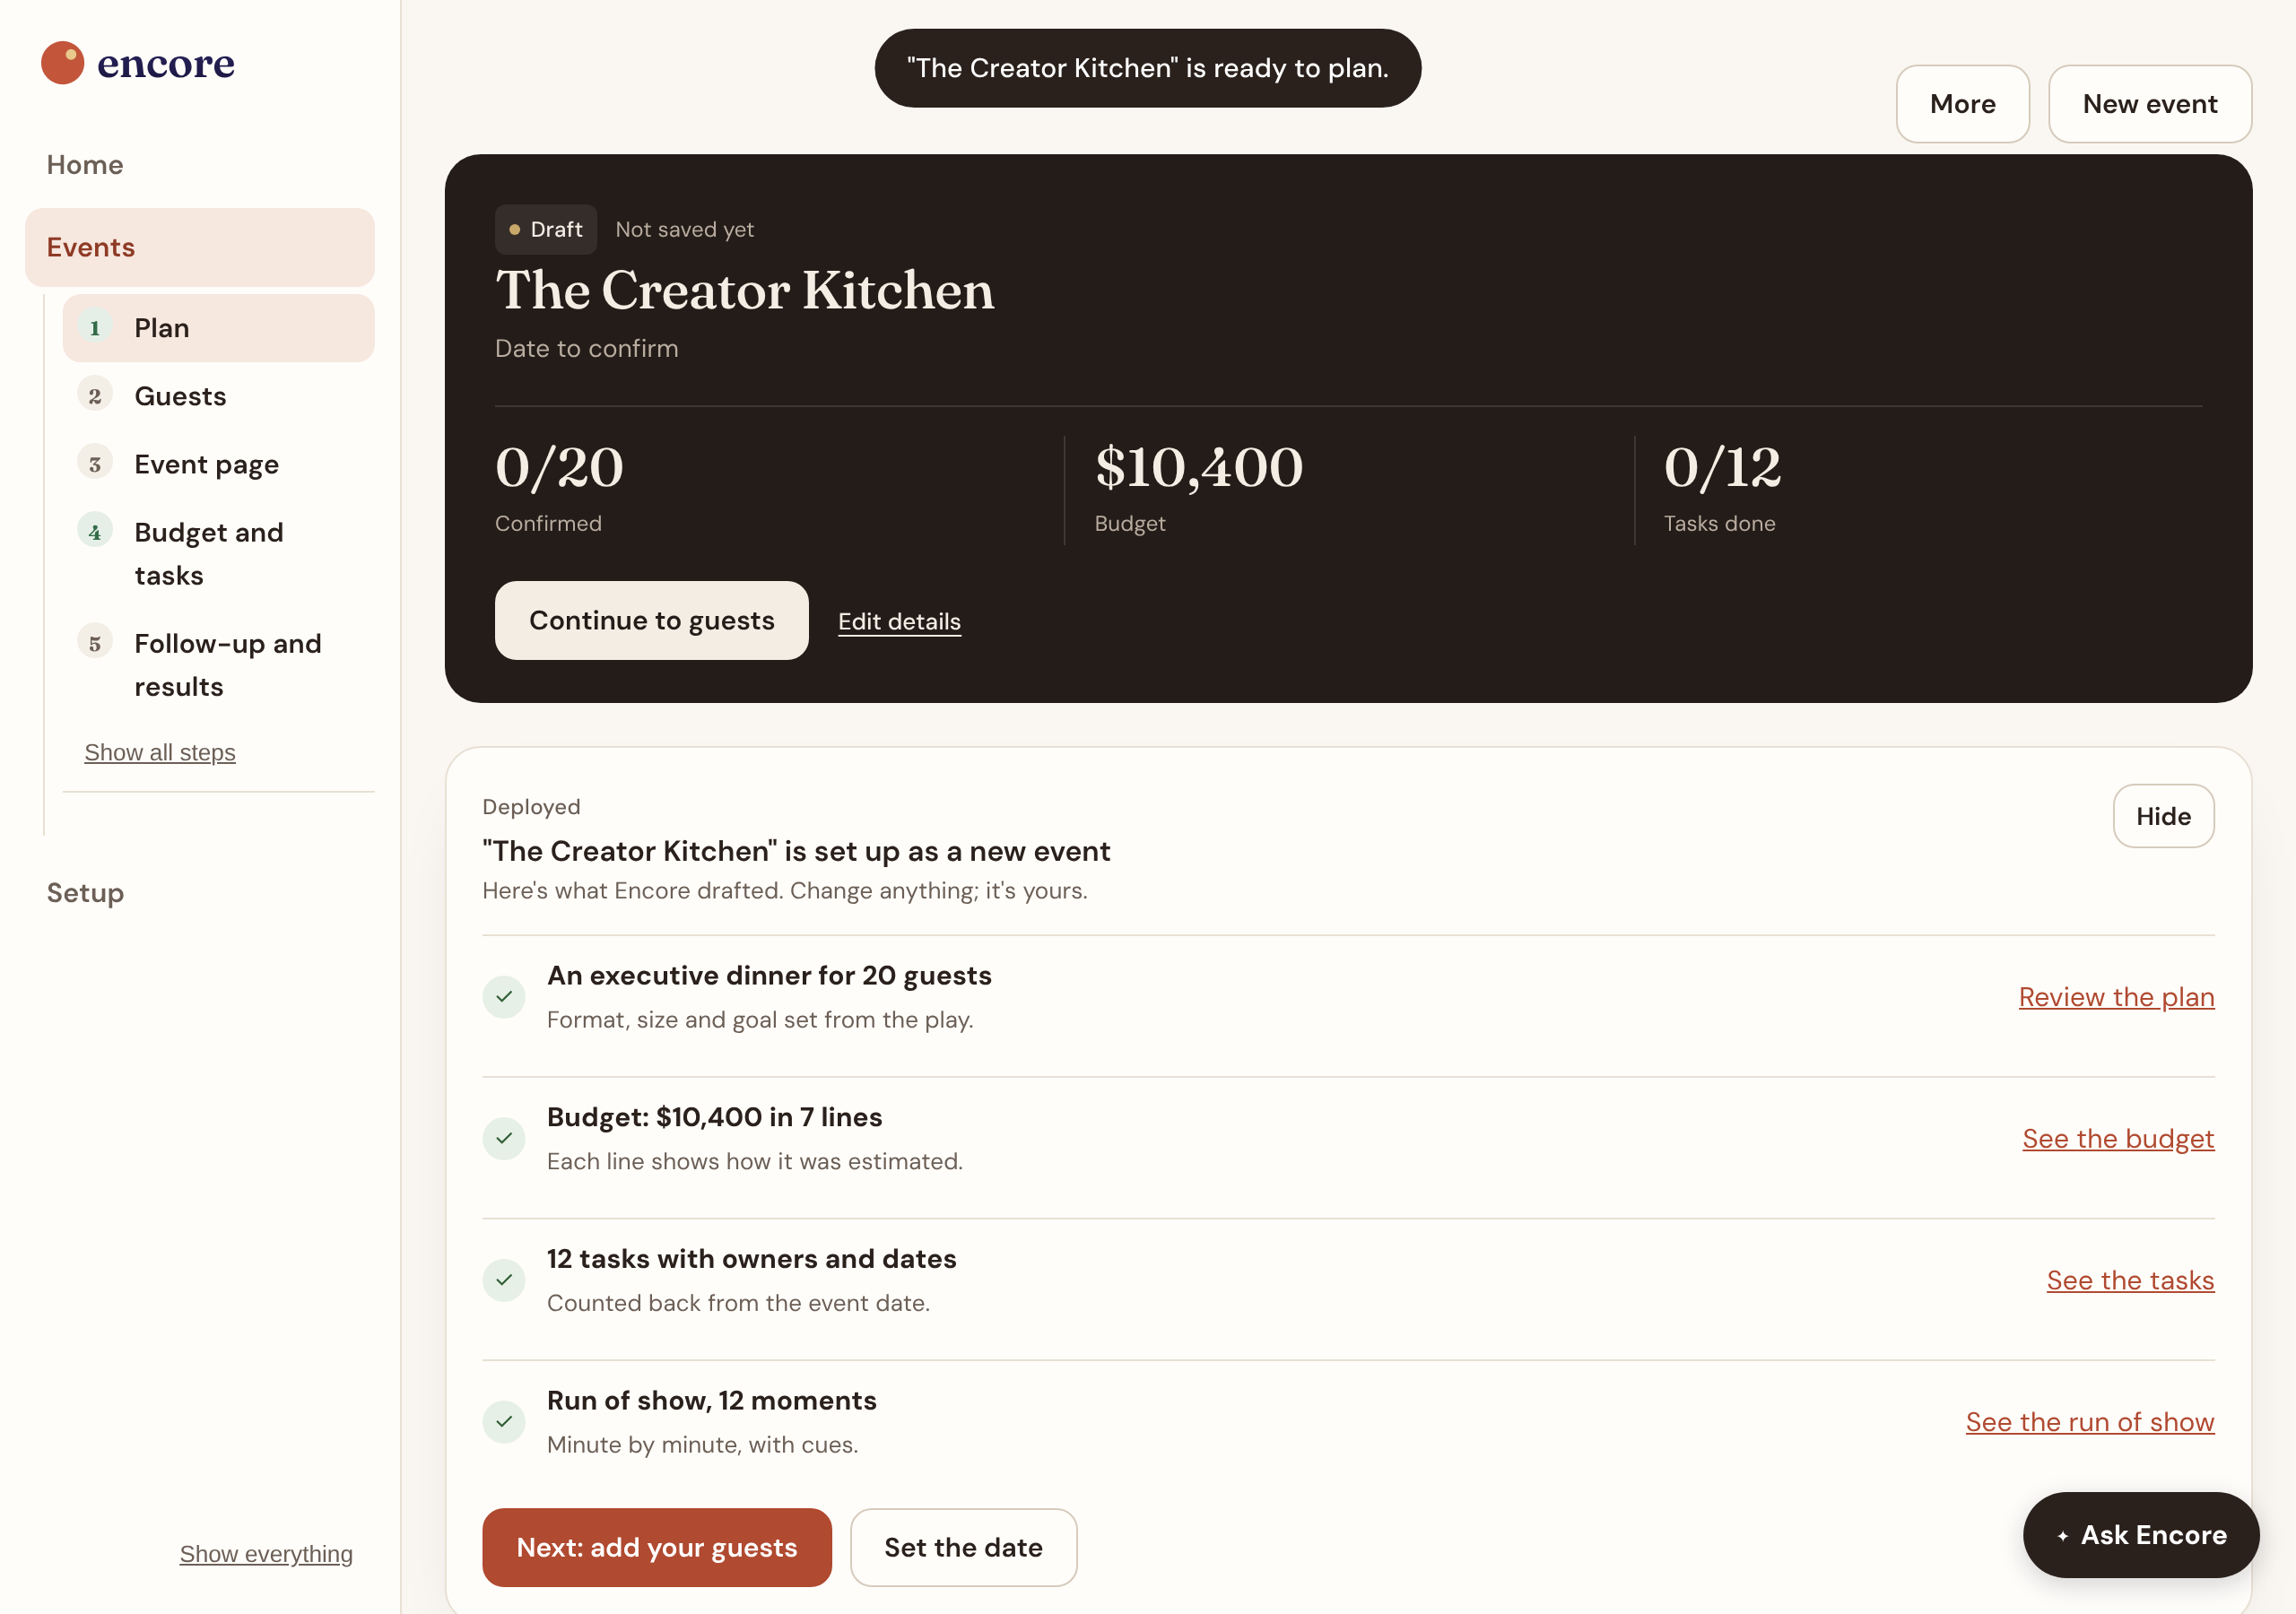 encore
Home
Events
1 Plan
2 Guests
3 Event page
4 Budget and
tasks
5 Follow-up and
results
Show all steps
Setup
Show everything
"The Creator Kitchen" is ready to plan.
More
New event
Draft
Not saved yet
The Creator Kitchen
Date to confirm
0/20
Confirmed
$10,400
Budget
0/12
Tasks done
Continue to guests
Edit details
Deployed
"The Creator Kitchen" is set up as a new event
Here's what Encore drafted. Change anything; it's yours.
Hide
An executive dinner for 20 guests
Format, size and goal set from the play.
Review the plan
Budget: $10,400 in 7 lines
Each line shows how it was estimated.
See the budget
12 tasks with owners and dates
Counted back from the event date.
See the tasks
Run of show, 12 moments
Minute by minute, with cues.
See the run of show
Next: add your guests
Set the date
Ask Encore